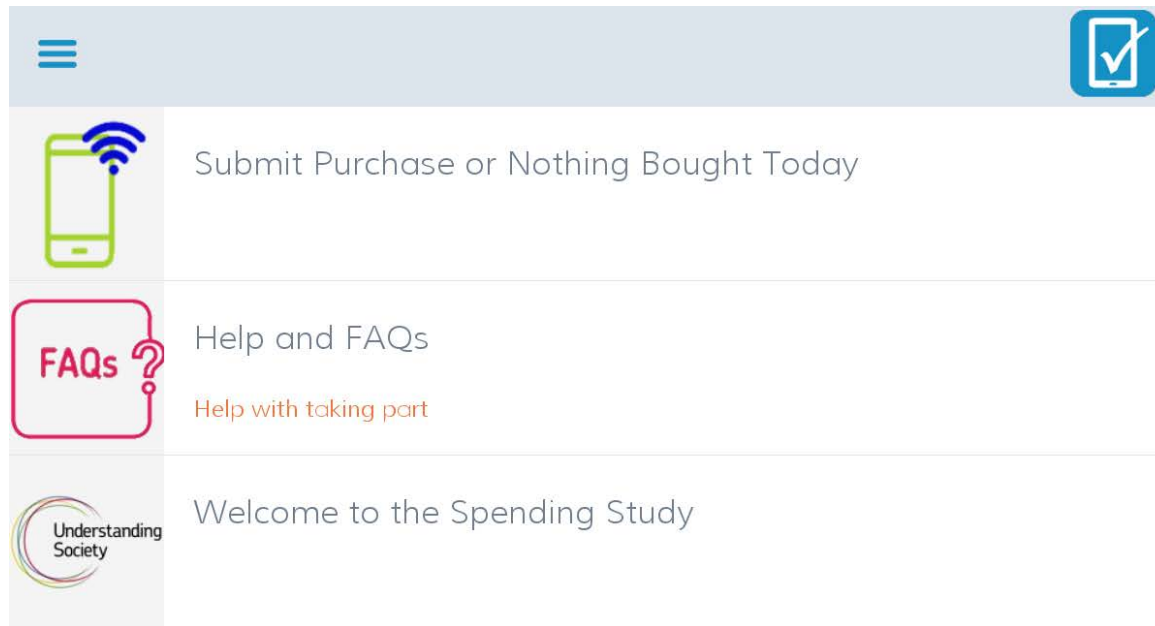 Submit Purchase or Nothing Bought Today
FAQs ?
Help and FAQs
Help with taking part
Understanding
Society
Welcome to the Spending Study